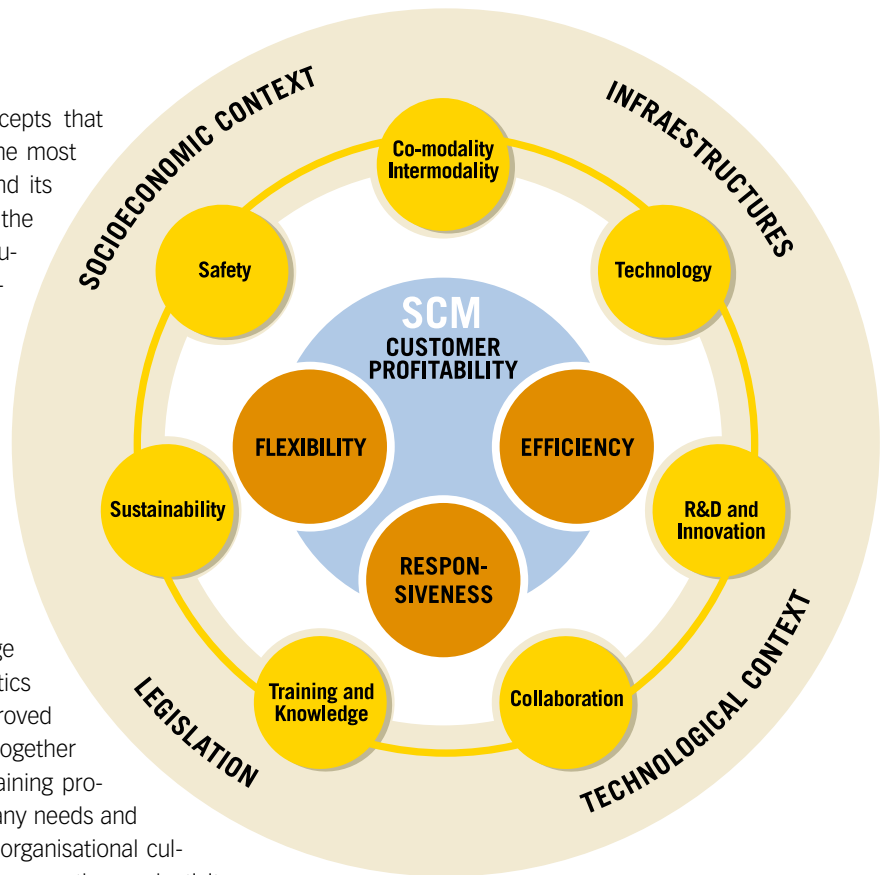 cepts that
ne most
nd its
the
u-
-
ge
tics
roved
ogether
aining pro-
any needs and
organisational cul-
SOCIOECONOMIC CONTEXT
INFRAESTRUCTURES
Co-modality
Intermodality
Safety
Technology
SCM
CUSTOMER
PROFITABILITY
FLEXIBILITY
EFFICIENCY
Sustainability
R&D and
Innovation
RESPON-
SIVENESS
Training and
Knowledge
Collaboration
LEGISLATION
TECHNOLOGICAL CONTEXT